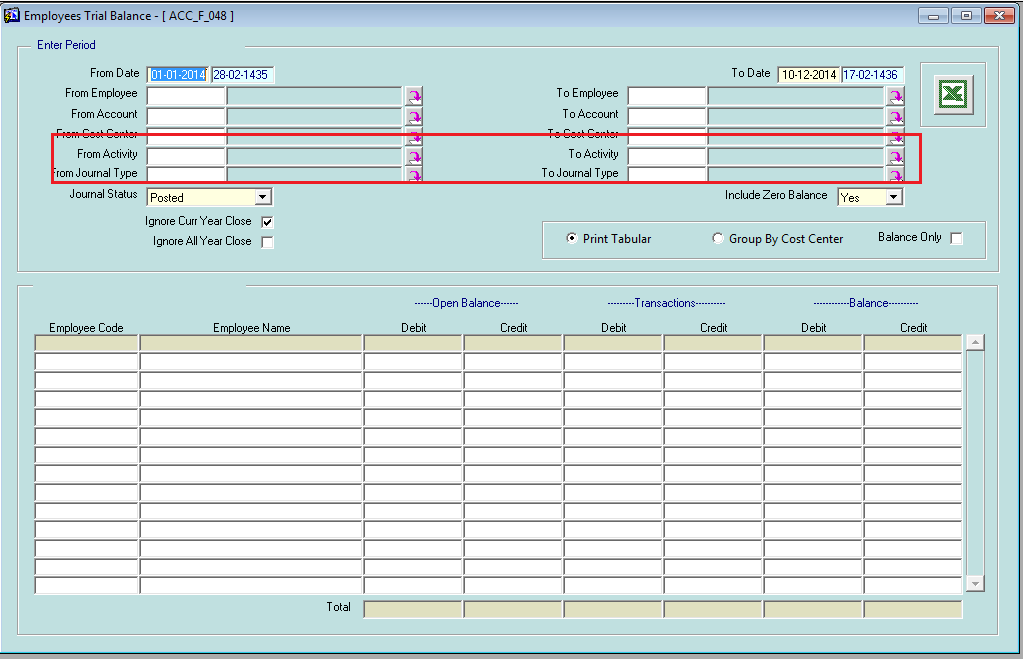 Employees Trial Balance - [ ACC_F_048 ]
Enter Period
From Date 01-01-2014 28-02-1435 To Date 10-12-2014 17-02-1436
From Employee To Employee
From Account To Account
From Cost Center To Cost Center
From Activity To Activity
From Journal Type To Journal Type
Journal Status Posted Include Zero Balance Yes
Ignore Curr Year Close
Ignore All Year Close
Print Tabular Group By Cost Center Balance Only
------Open Balance------ ---------Transactions---------- ------------Balance----------
Employee Code Employee Name Debit Credit Debit Credit Debit Credit
Total